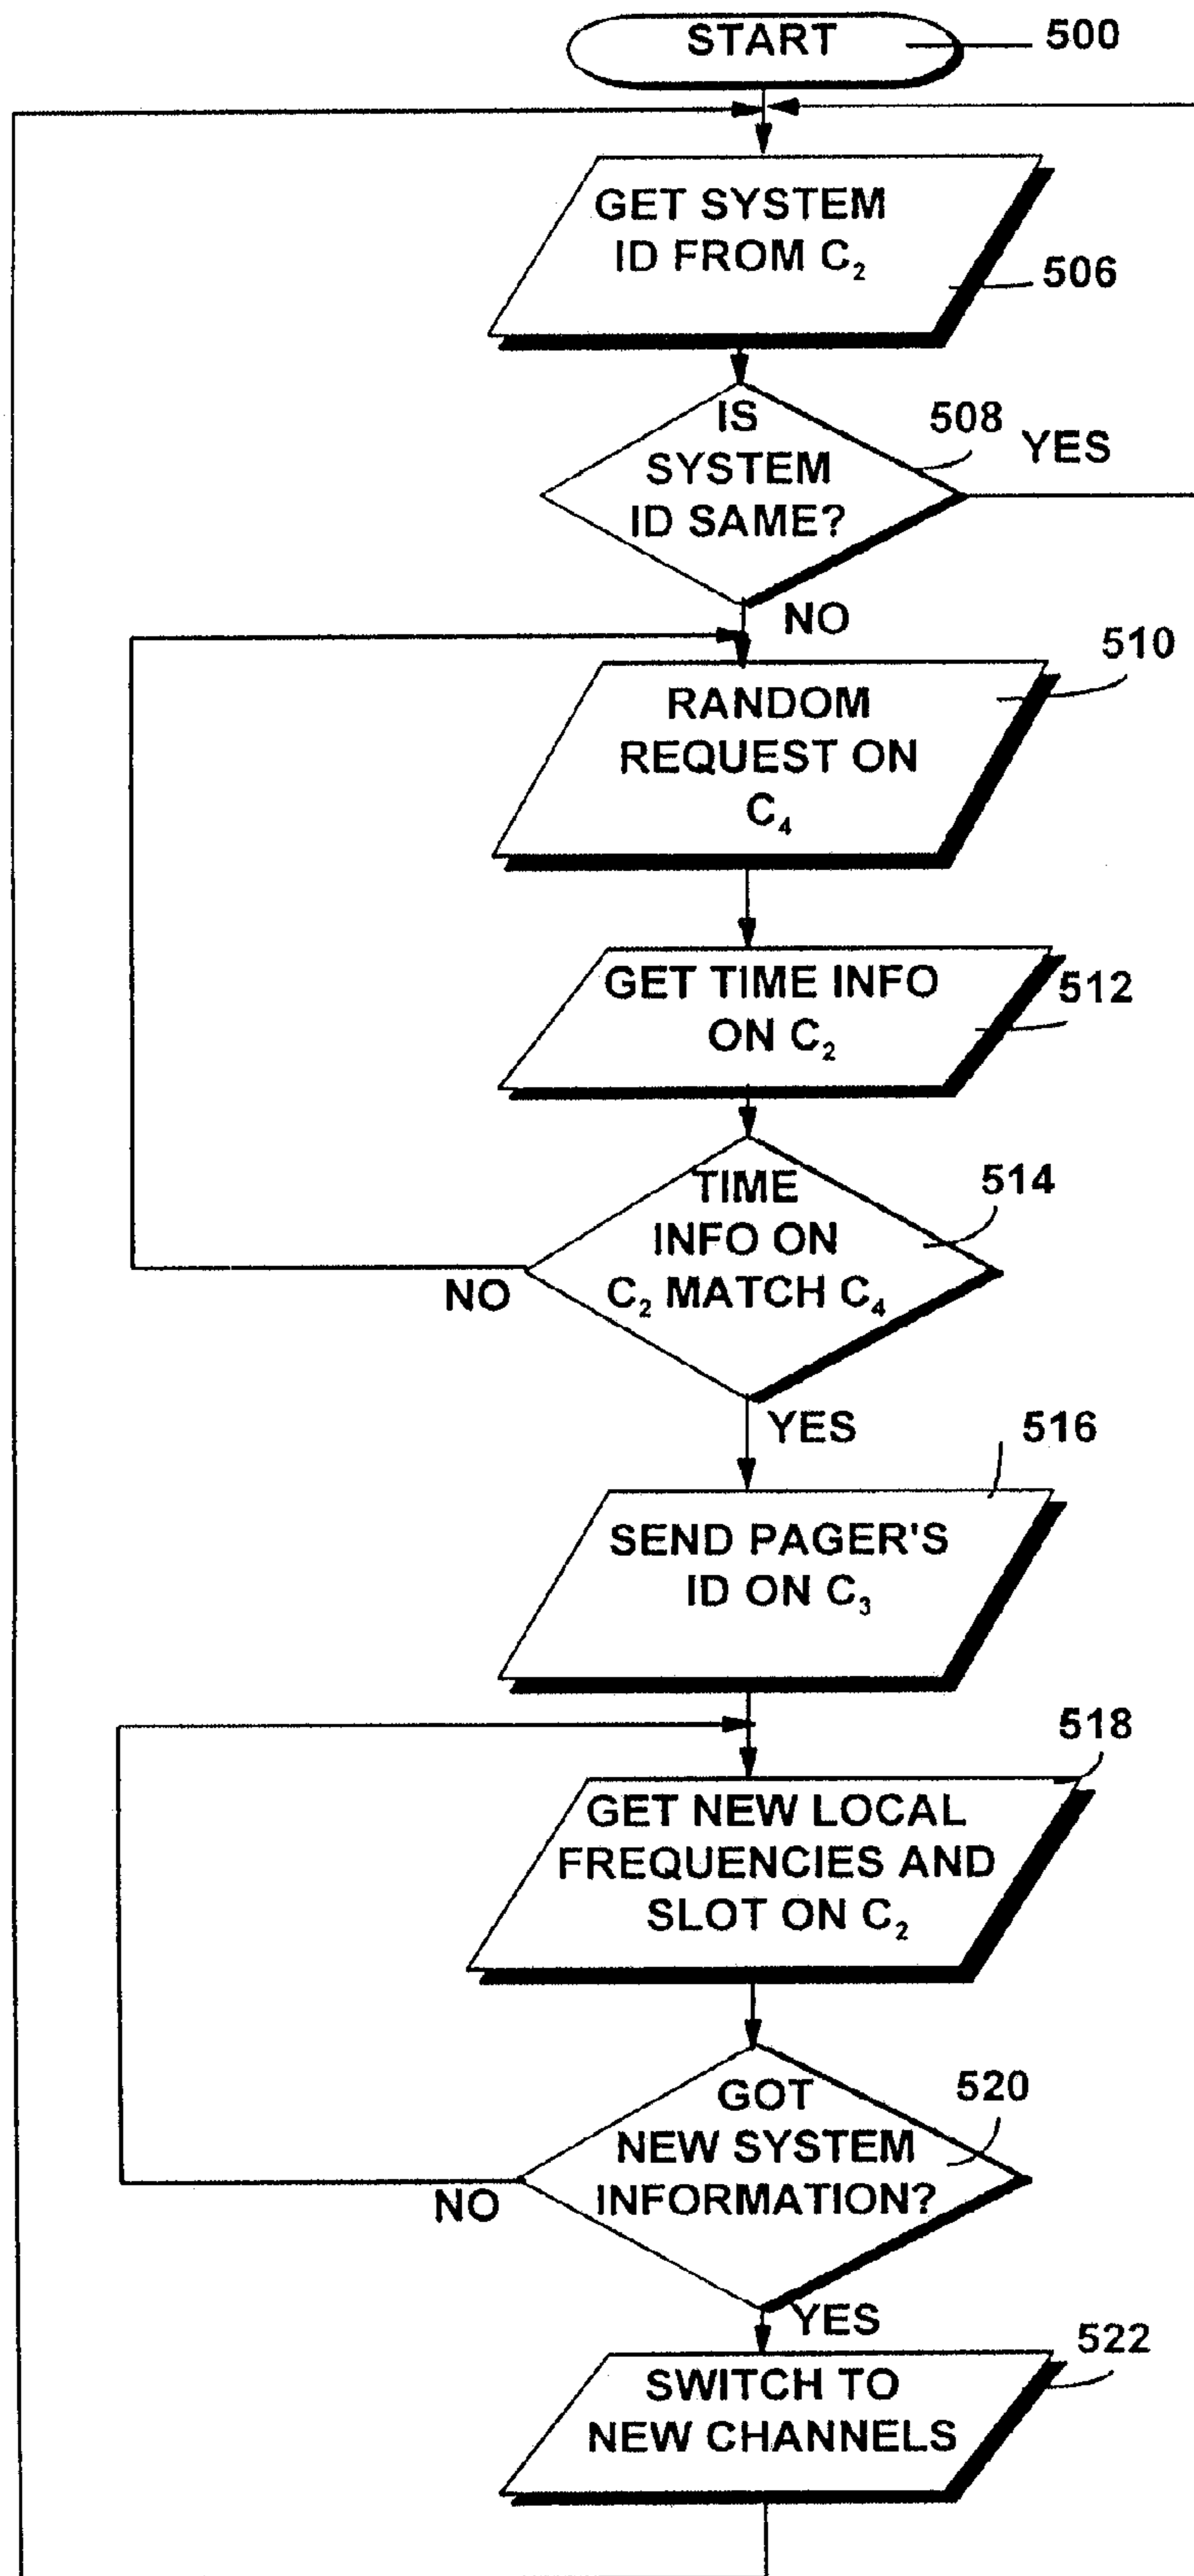 START
500
GET SYSTEM
ID FROM C₂
506
IS
SYSTEM
ID SAME?
508
YES
NO
510
RANDOM
REQUEST ON
C₄
GET TIME INFO
ON C₂
512
TIME
INFO ON
C₂ MATCH C₄
514
NO
YES
516
SEND PAGER'S
ID ON C₃
518
GET NEW LOCAL
FREQUENCIES AND
SLOT ON C₂
GOT
NEW SYSTEM
INFORMATION?
520
NO
YES
522
SWITCH TO
NEW CHANNELS